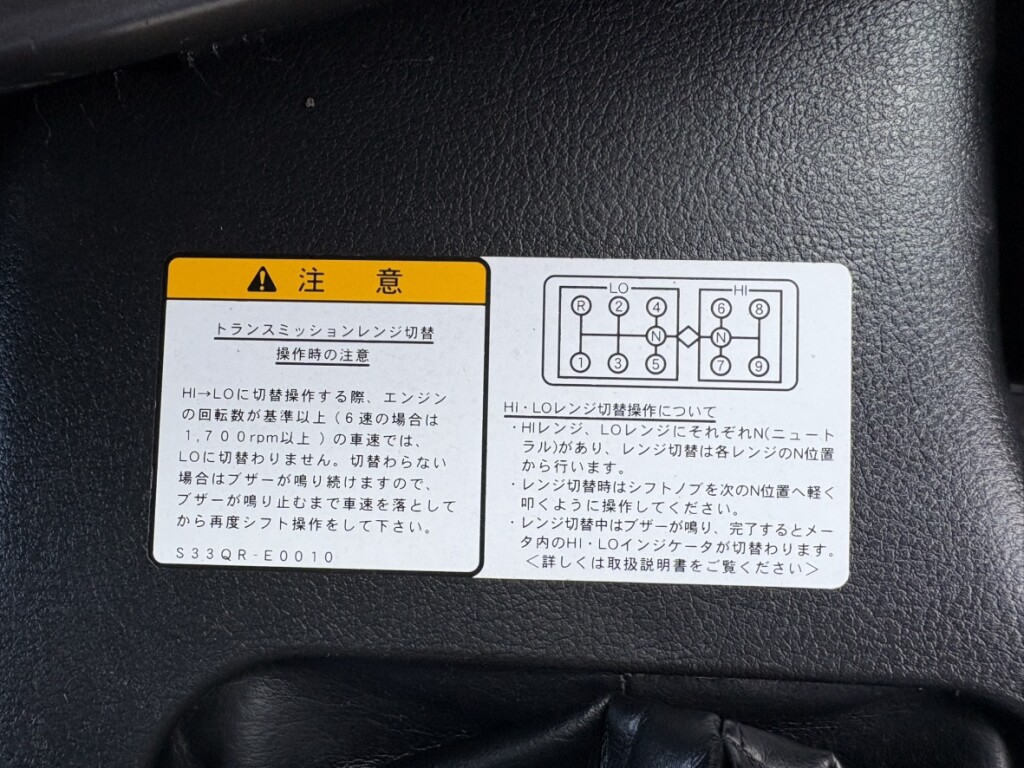 注 意
トランスミッションレンジ切替
操作時の注意
HI→LOに切替操作する際、エンジン
の回転数が基準以上（6速の場合は
1,700rpm以上 ）の車速では、
LOに切替わりません。切替わらない
場合はブザーが鳴り続けますので、
ブザーが鳴り止むまで車速を落としてから
から再度シフト操作をして下さい。
S33QR-E0010
LO HI
R 2 4 6 8
N N
1 3 5 7 9
HI・LOレンジ切替操作について
・HIレンジ、LOレンジにそれぞれN(ニュート
ラル)があり、レンジ切替は各レンジのN位置
から行います。
・レンジ切替時はシフトノブを次のN位置へ軽く
叩くように操作してください。
・レンジ切替中はブザーが鳴り、完了するとメー
タ内のHI・LOインジケータが切替わります。
＜詳しくは取扱説明書をご覧ください＞